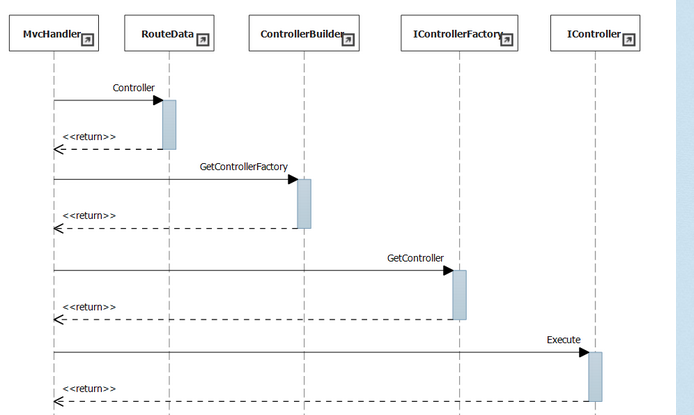 MvcHandler
RouteData
ControllerBuilder
IControllerFactory
IController
Controller
<<return>>
GetControllerFactory
<<return>>
GetController
<<return>>
Execute
<<return>>